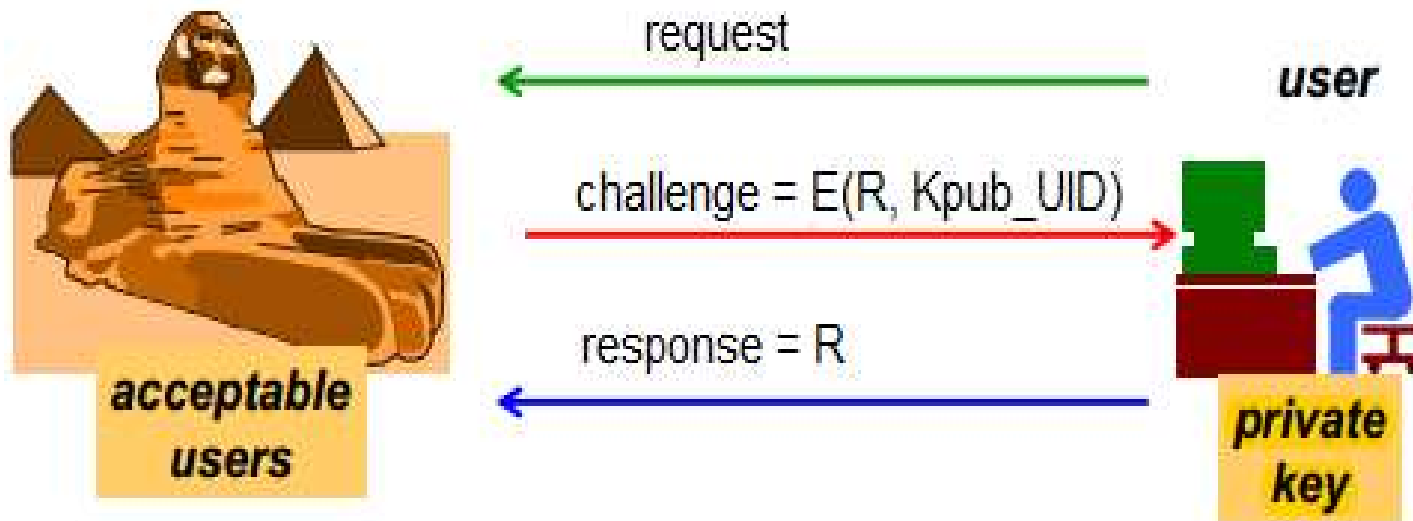 request
user
challenge = E(R, Kpub_UID)
response = R
acceptable
users
private
key